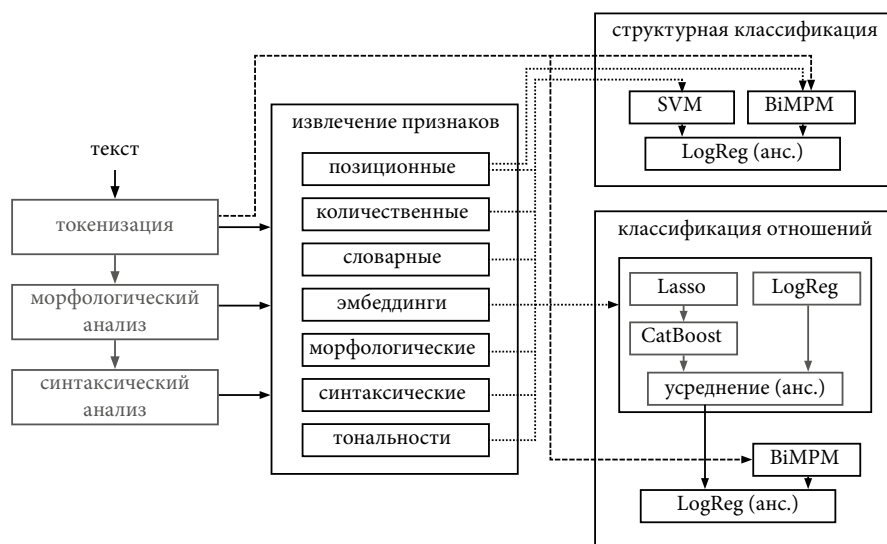 текст
токенизация
морфологический
анализ
синтаксический
анализ
извлечение признаков
позиционные
количественные
словарные
эмбеддинги
морфологические
синтаксические
тональности
структурная классификация
SVM
BiMPM
LogReg (анс.)
классификация отношений
Lasso
LogReg
CatBoost
усреднение (анс.)
BiMPM
LogReg (анс.)